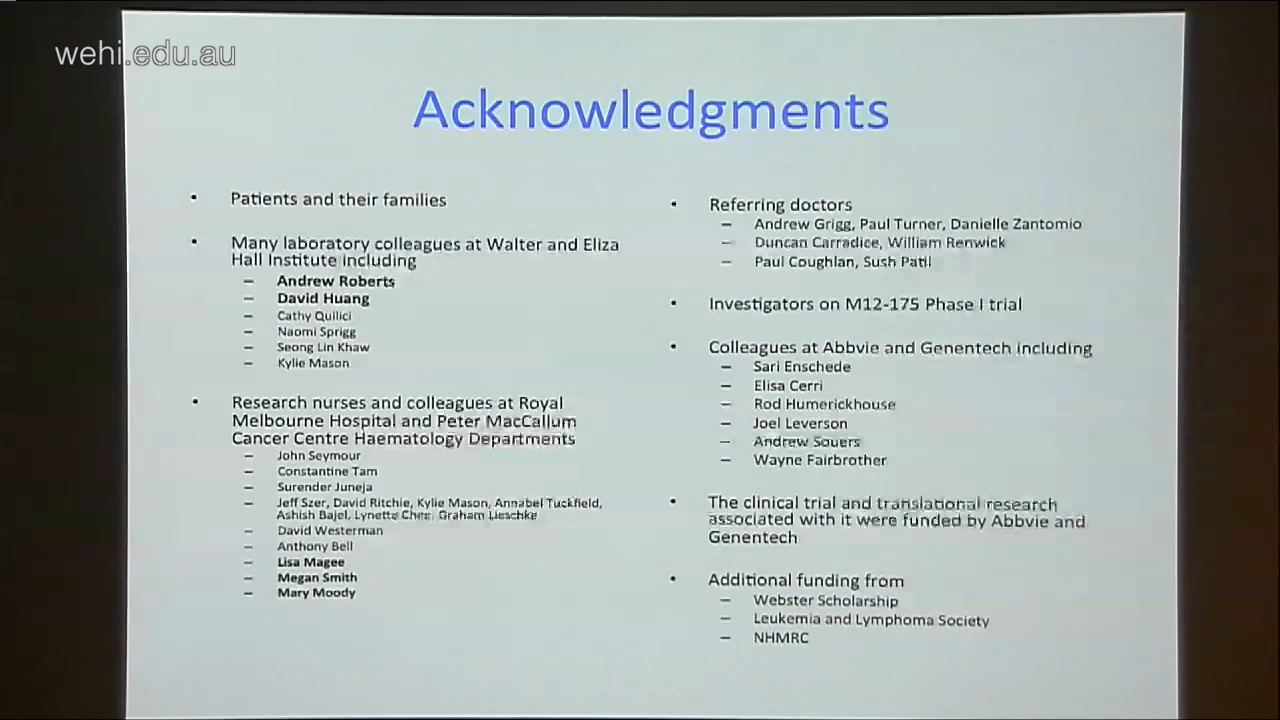 wehi.edu.au
Acknowledgments
• Patients and their families
• Many laboratory colleagues at Walter and Eliza
Hall Institute including
– Andrew Roberts
– David Huang
– Cathy Quilici
– Naomi Sprigg
– Seong Lin Khaw
– Kylie Mason
• Research nurses and colleagues at Royal
Melbourne Hospital and Peter MacCallum
Cancer Centre Haematology Departments
– John Seymour
– Constantine Tam
– Surender Juneja
– Jeff Szer, David Ritchie, Kylie Mason, Annabel Tuckfield,
Ashish Bajel, Lynette Graham Lieschke
– David Westerman
– Anthony Bell
– Lisa Magee
– Megan Smith
– Mary Moody
• Referring doctors
– Andrew Grigg, Paul Turner, Danielle Zantomio
– Duncan Carradice, William Renwick
– Paul Coughlan, Sush Patil
• Investigators on M12-175 Phase I trial
• Colleagues at Abbvie and Genentech including
– Sari Enschede
– Elisa Cerri
– Rod Humerickhouse
– Joel Leverson
– Andrew Souers
– Wayne Fairbrother
• The clinical trial and translational research
associated with it were funded by Abbvie and
Genentech
• Additional funding from
– Webster Scholarship
– Leukemia and Lymphoma Society
– NHMRC